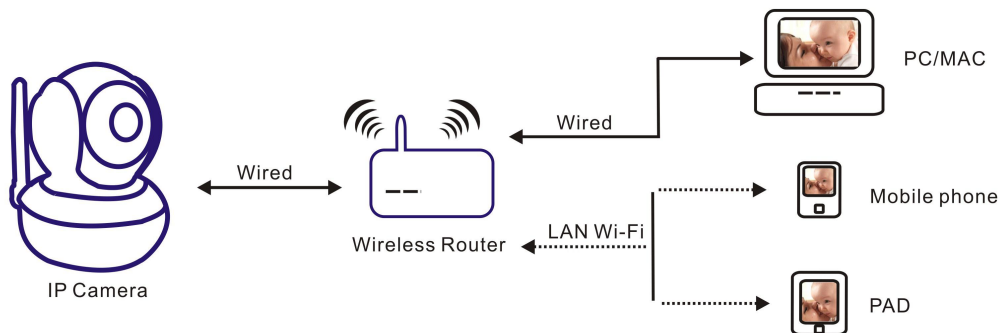 PC/MAC
Wired
Wired
Mobile phone
LAN Wi-Fi
Wireless Router
IP Camera
PAD